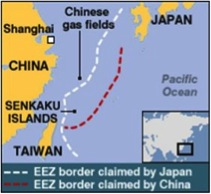 Chinese
gas fields
JAPAN
Shanghai
CHINA
Pacific
Ocean
SENKAKU
ISLANDS
TAIWAN
EEZ border claimed by Japan
EEZ border claimed by China